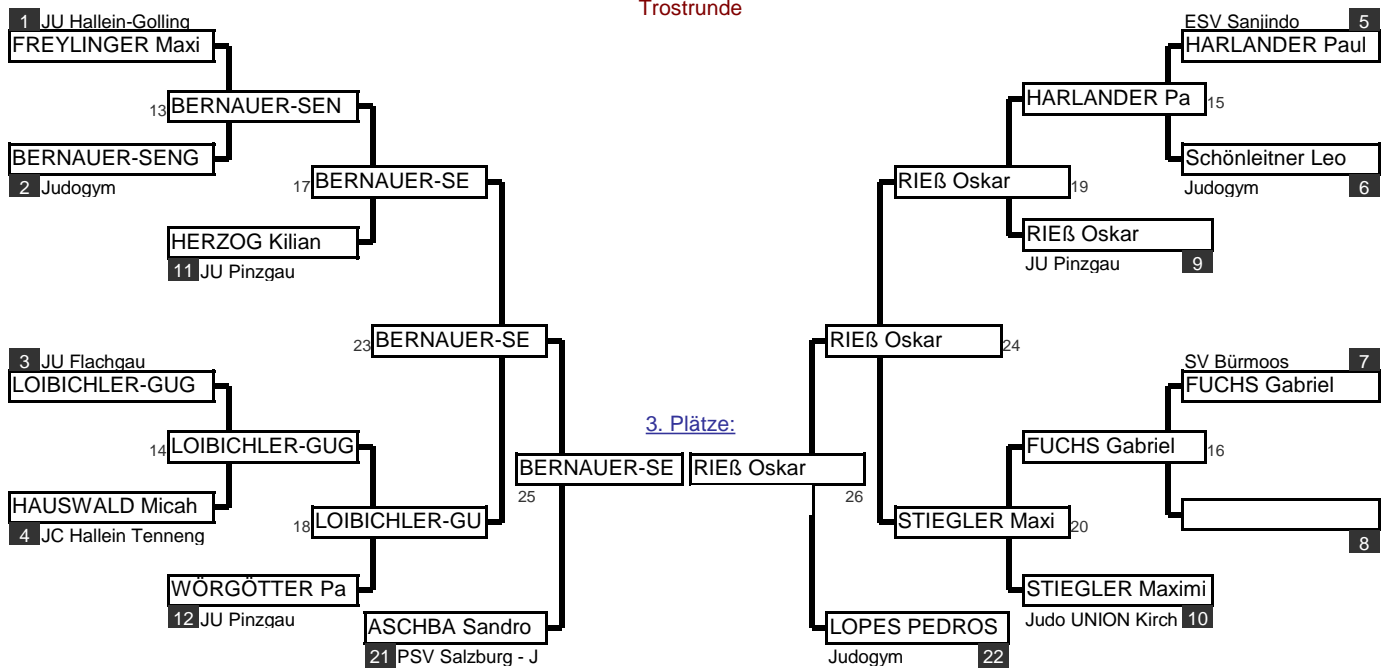 Trostrunde
1 JU Hallein-Golling
FREYLINGER Maxi
13 BERNAUER-SEN
BERNAUER-SENG
2 Judogym
17 BERNAUER-SE
HERZOG Kilian
11 JU Pinzgau
23 BERNAUER-SE
3 JU Flachgau
LOIBICHLER-GUG
14 LOIBICHLER-GUG
HAUSWALD Micah
4 JC Hallein Tenneng
18 LOIBICHLER-GU
WÖRGÖTTER Pa
12 JU Pinzgau
ASCHBA Sandro
21 PSV Salzburg - J
3. Plätze:
BERNAUER-SE
25
RIEß Oskar
26
ESV Sanjindo 5
HARLANDER Paul
HARLANDER Pa 15
Schönleitner Leo
Judogym 6
RIEß Oskar 19
RIEß Oskar
JU Pinzgau 9
RIEß Oskar 24
SV Bürmoos 7
FUCHS Gabriel
FUCHS Gabriel 16
8
STIEGLER Maxi 20
STIEGLER Maximi
Judo UNION Kirch 10
LOPES PEDROS
Judogym 22